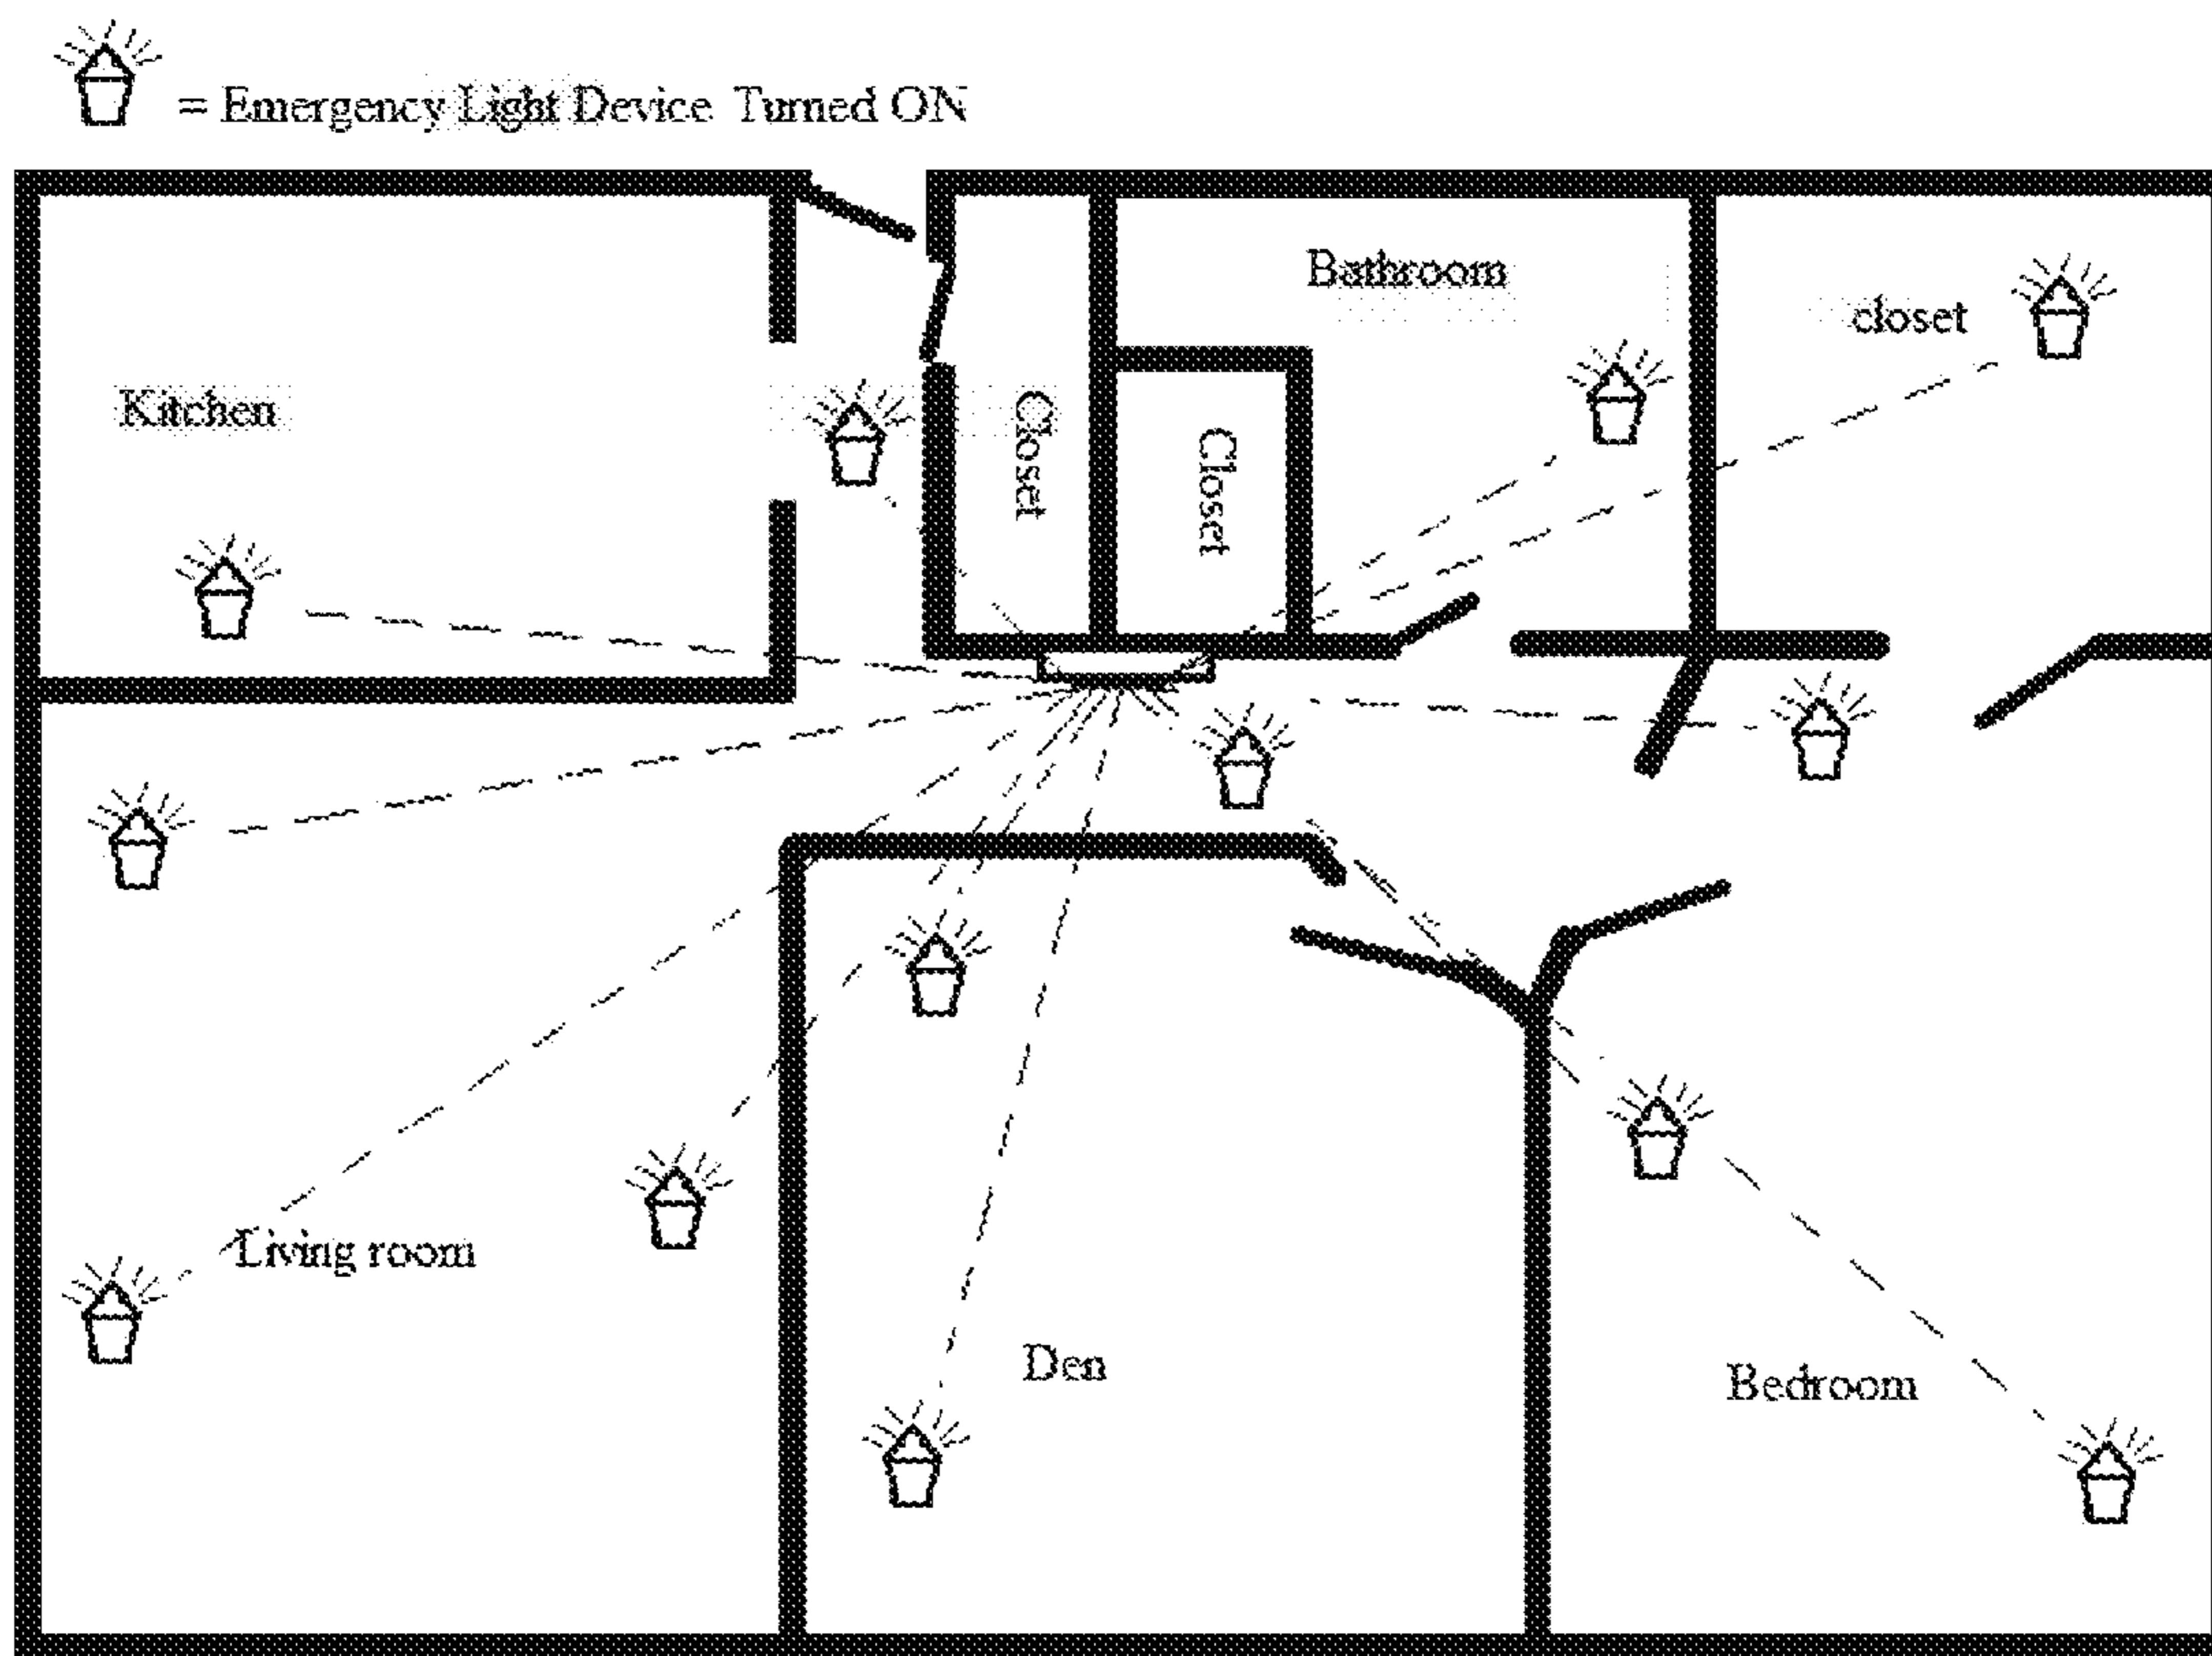 = Emergency Light Device Turned ON
Bathroom
closet
Kitchen
Closet
Closet
Living room
Den
Bedroom